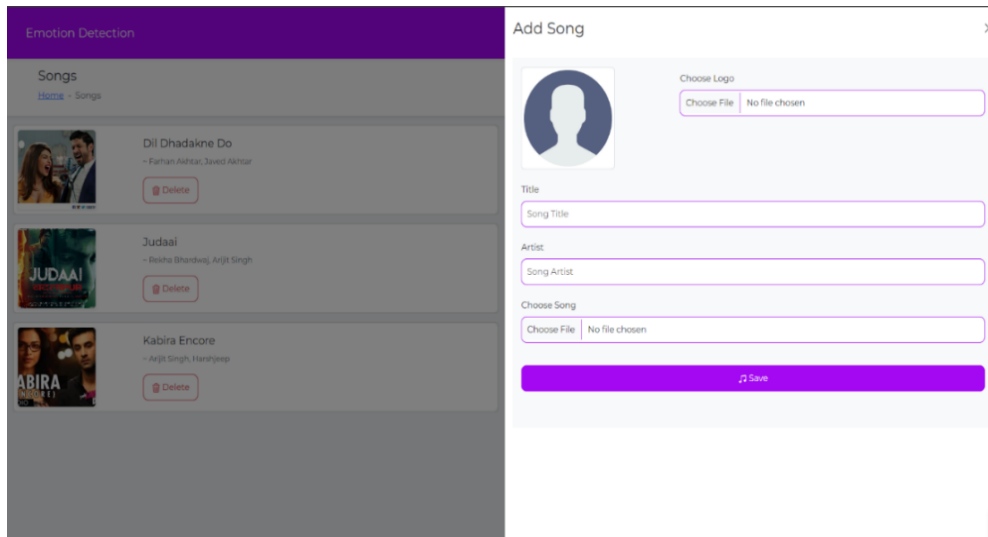 Emotion Detection
Songs
Home - Songs
Dil Dhadakne Do
~ Farhan Akhtar, Javed Akhtar
Delete
JUDAAI
Judaai
~ Rekha Bhardwaj, Arijit Singh
Delete
ABIRA
Kabira Encore
~ Arijit Singh, Harshjeep
Delete
Add Song
Choose Logo
Choose File No file chosen
Title
Song Title
Artist
Song Artist
Choose Song
Choose File No file chosen
Save